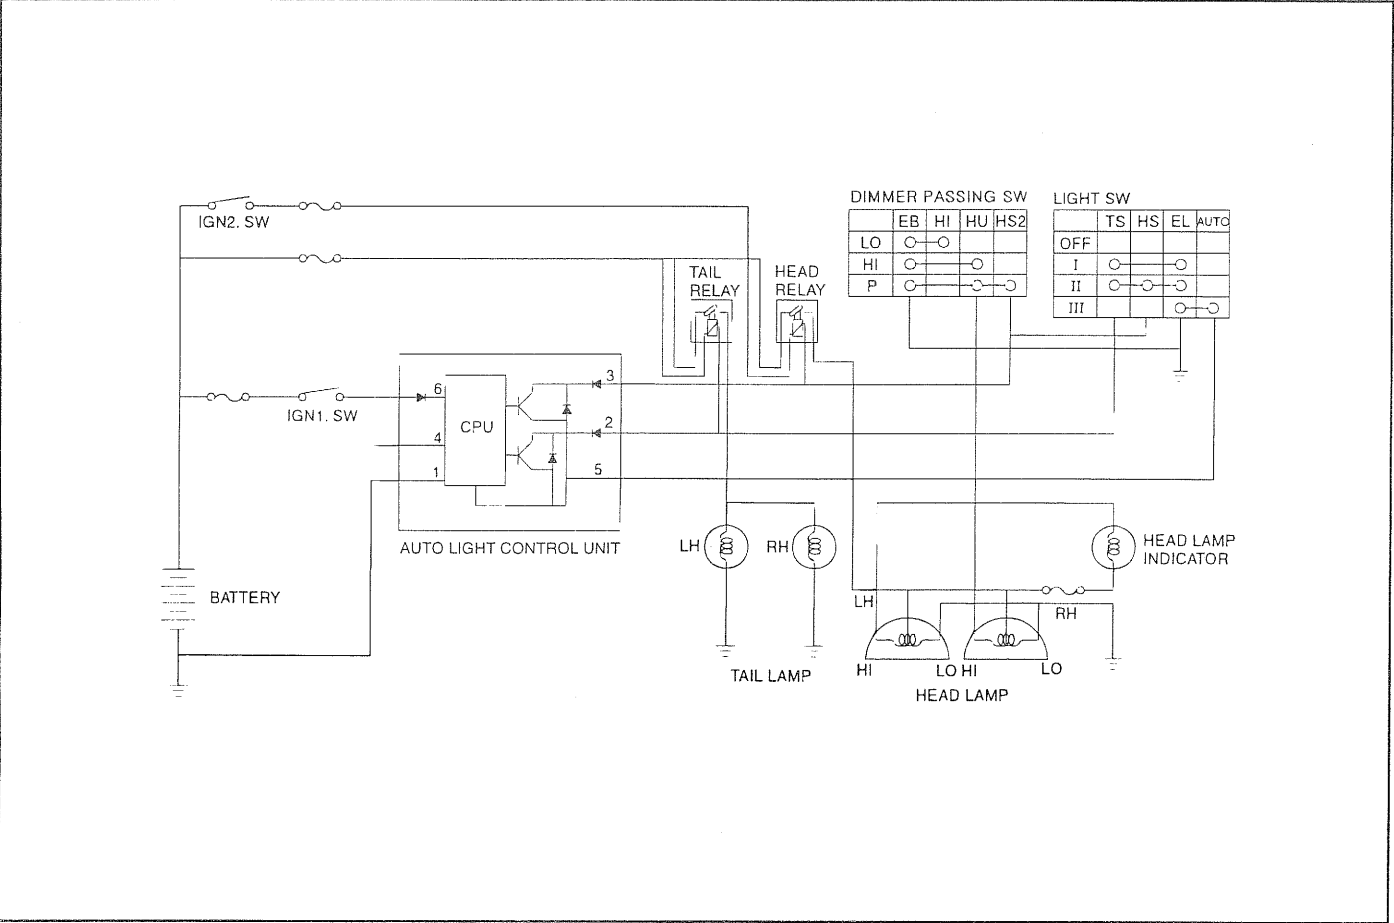 IGN2. SW
DIMMER PASSING SW
EB HI HU HS2
LO
HI
P
LIGHT SW
TS HS EL AUTO
OFF
I
II
III
TAIL
RELAY
HEAD
RELAY
IGN1. SW
6
4
1
CPU
3
2
5
AUTO LIGHT CONTROL UNIT
BATTERY
LH
RH
TAIL LAMP
HEAD LAMP
INDICATOR
LH
RH
HI
LO
HI
LO
HEAD LAMP